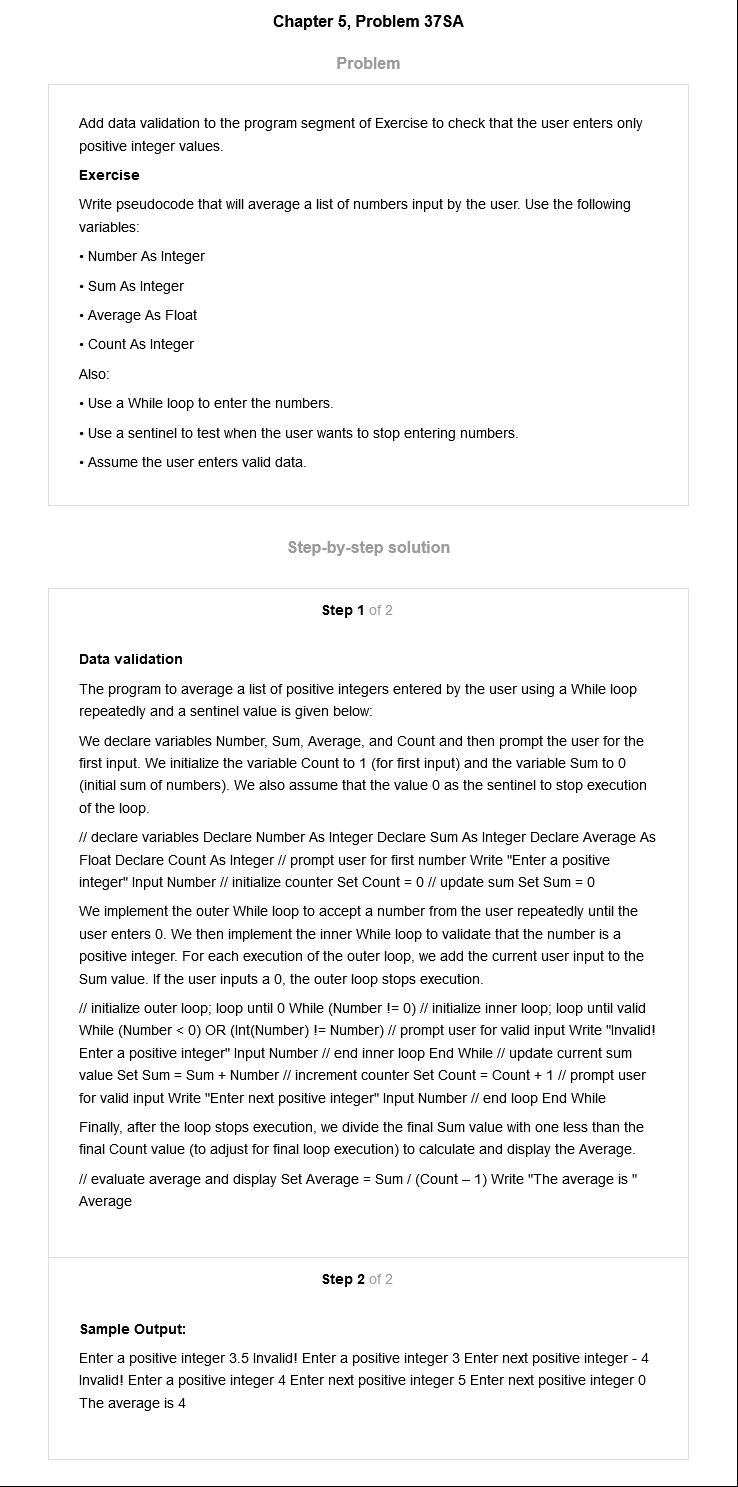 Chapter 5, Problem 37SA
Problem
Add data validation to the program segment of Exercise to check that the user enters only
positive integer values.
Exercise
Write pseudocode that will average a list of numbers input by the user. Use the following
variables:
• Number As Integer
• Sum As Integer
• Average As Float
• Count As Integer
Also:
• Use a While loop to enter the numbers.
• Use a sentinel to test when the user wants to stop entering numbers.
• Assume the user enters valid data.
Step-by-step solution
Step 1 of 2
Data validation
The program to average a list of positive integers entered by the user using a While loop
repeatedly and a sentinel value is given below:
We declare variables Number, Sum, Average, and Count and then prompt the user for the
first input. We initialize the variable Count to 1 (for first input) and the variable Sum to 0
(initial sum of numbers). We also assume that the value 0 as the sentinel to stop execution
of the loop.
// declare variables Declare Number As Integer Declare Sum As Integer Declare Average As
Float Declare Count As Integer // prompt user for first number Write "Enter a positive
integer" Input Number // initialize counter Set Count = 0 // update sum Set Sum = 0
We implement the outer While loop to accept a number from the user repeatedly until the
user enters 0. We then implement the inner While loop to validate that the number is a
positive integer. For each execution of the outer loop, we add the current user input to the
Sum value. If the user inputs a 0, the outer loop stops execution.
// initialize outer loop; loop until 0 While (Number != 0) // initialize inner loop; loop until valid
While (Number < 0) OR (Int(Number) != Number) // prompt user for valid input Write "Invalid!
Enter a positive integer" Input Number // end inner loop End While // update current sum
value Set Sum = Sum + Number // increment counter Set Count = Count + 1 // prompt user
for valid input Write "Enter next positive integer" Input Number // end loop End While
Finally, after the loop stops execution, we divide the final Sum value with one less than the
final Count value (to adjust for final loop execution) to calculate and display the Average.
// evaluate average and display Set Average = Sum / (Count – 1) Write "The average is "
Average
Step 2 of 2
Sample Output:
Enter a positive integer 3.5 Invalid! Enter a positive integer 3 Enter next positive integer - 4
Invalid! Enter a positive integer 4 Enter next positive integer 5 Enter next positive integer 0
The average is 4